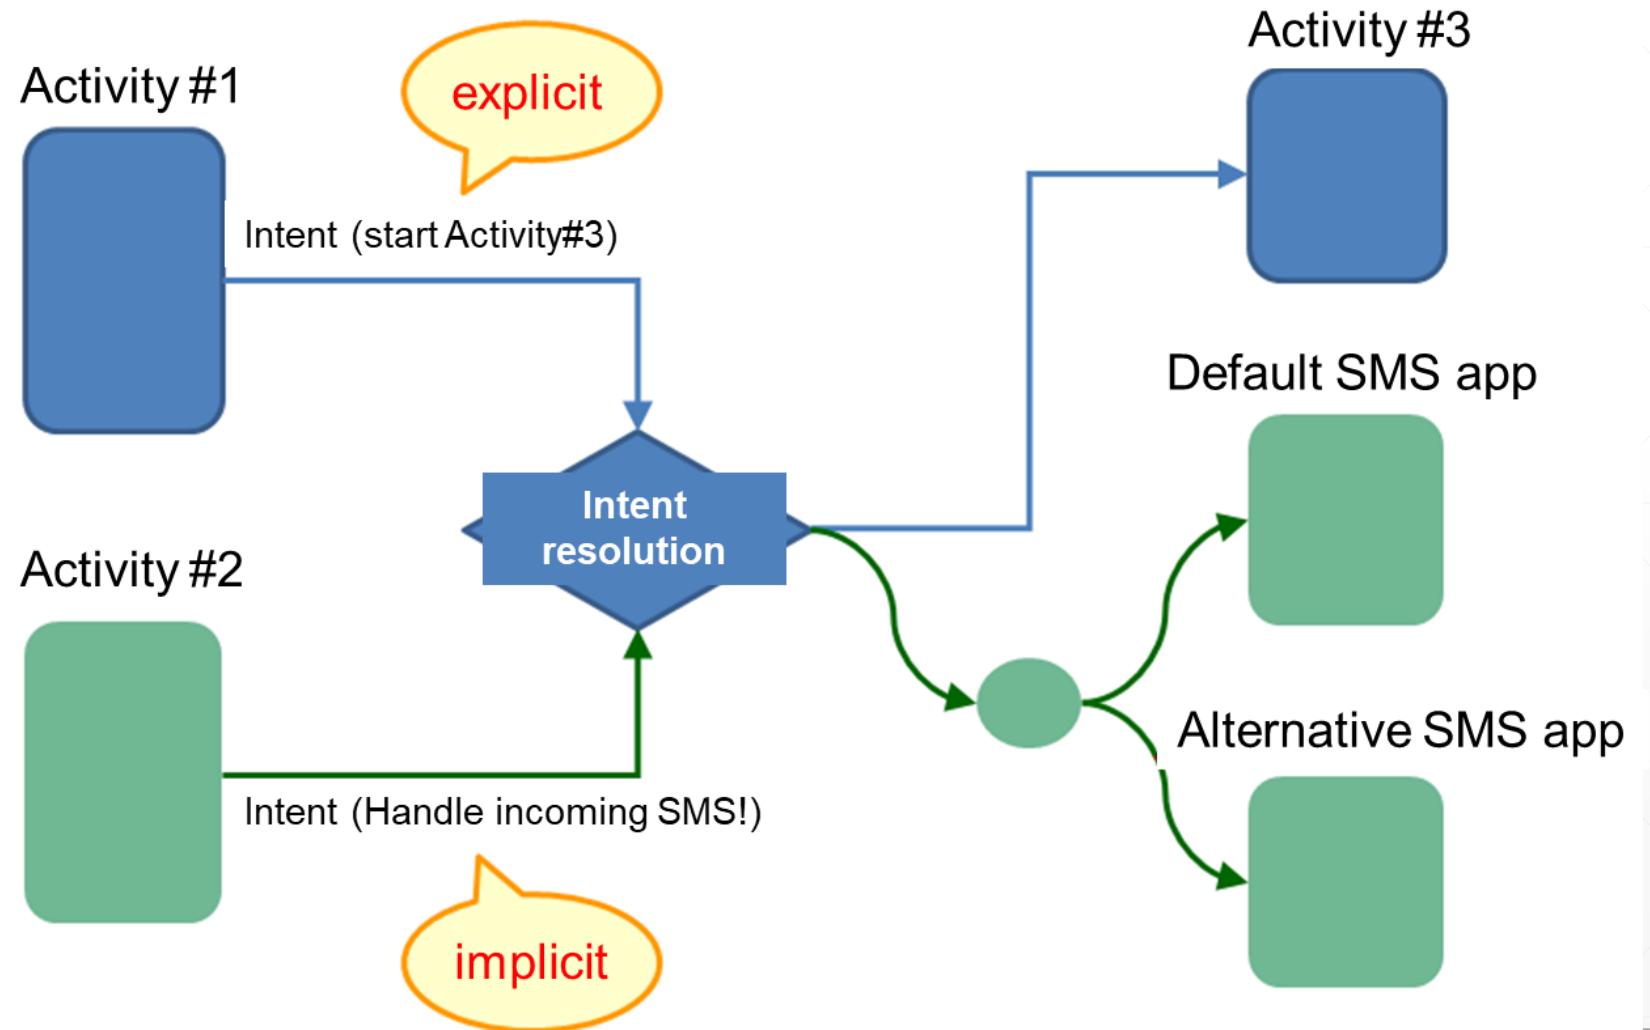 Activity #1
explicit
Activity #3
Intent (start Activity#3)
Default SMS app
Intent
resolution
Activity #2
Alternative SMS app
Intent (Handle incoming SMS!)
implicit